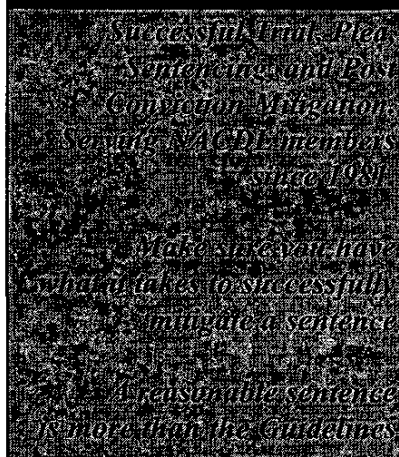 Successful Trial, Plea,
Sentencing, and Post
Conviction Mitigation.
Serving NACDL members
since 1981.
Make sure you have
what it takes to successfully
mitigate a sentence
A reasonable sentence
is more than the Guidelines